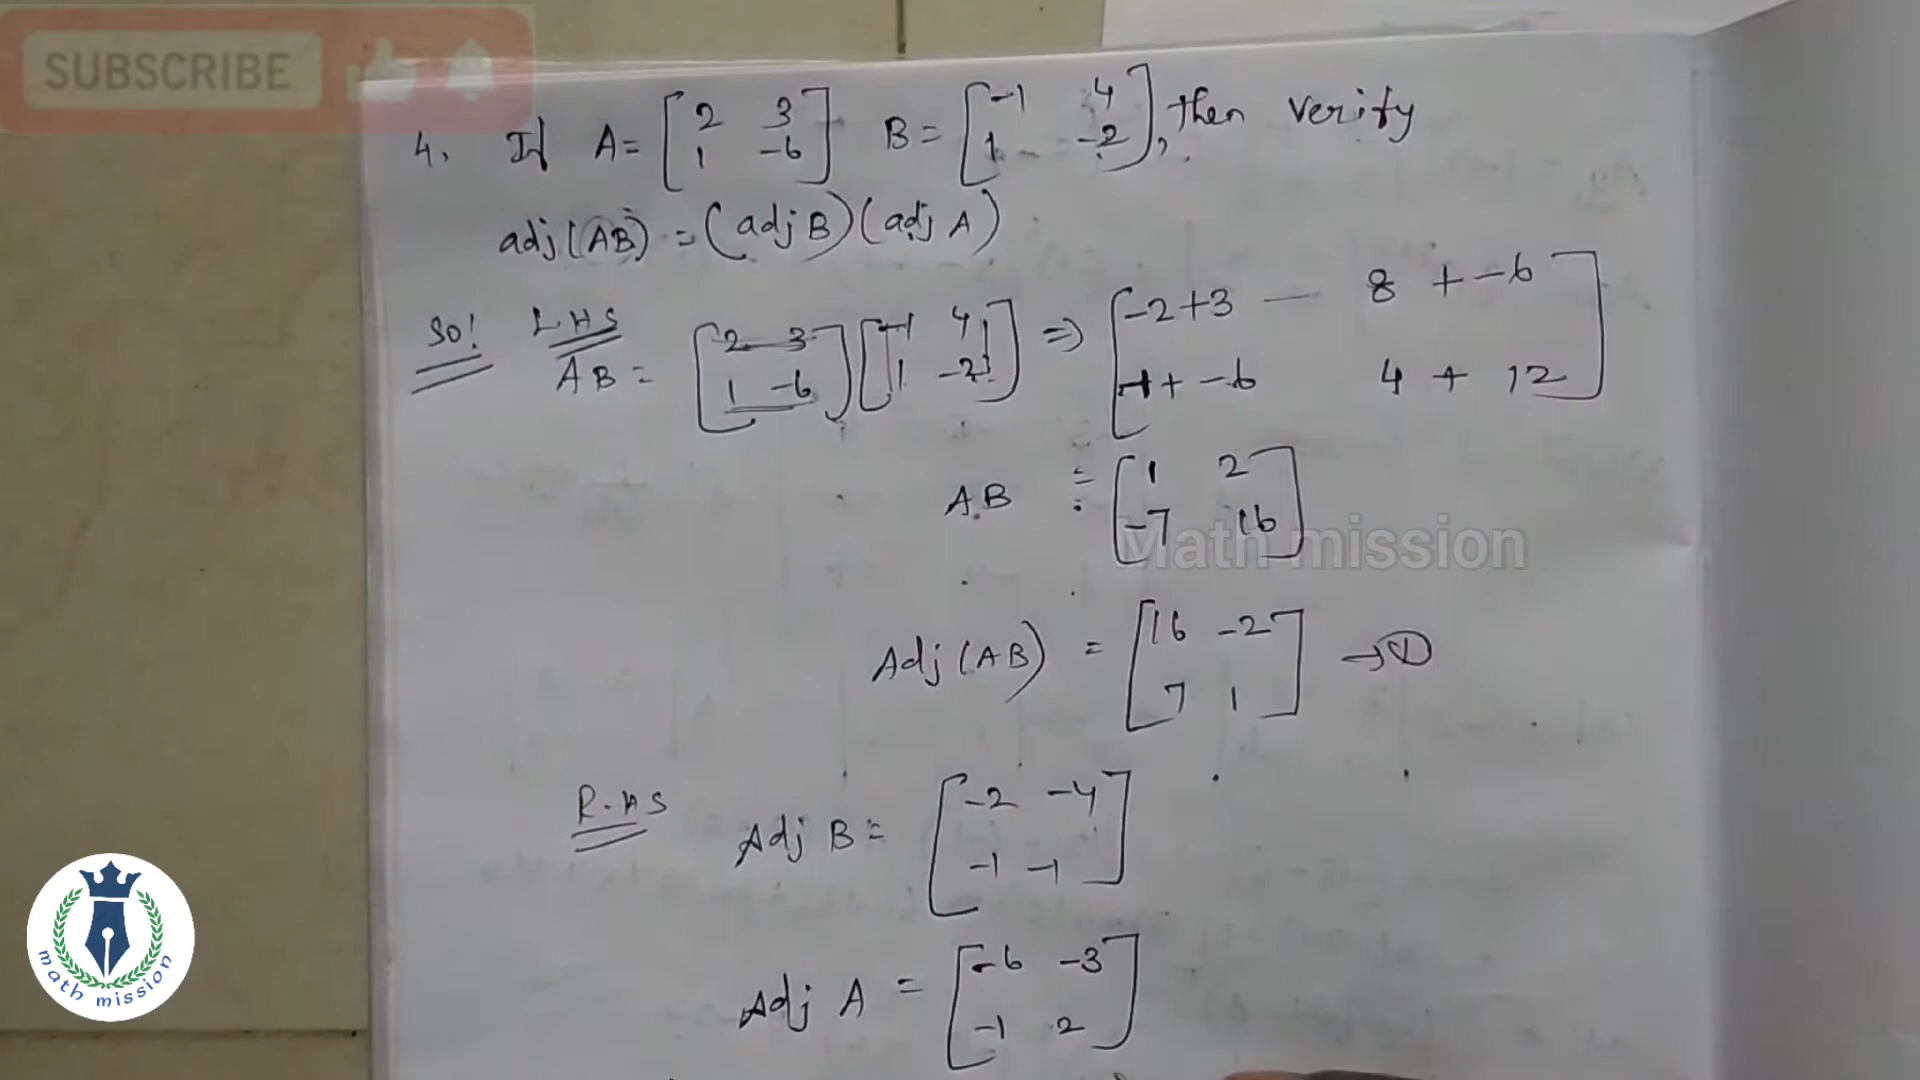 SUBSCRIBE
4. If A= [2 3 1 -6] B= [-1 4 1 -2], then verify
adj(AB) = (adj B)(adj A)
So! LHS
AB = [2 3 1 -6] [-1 4 1 -2] => [-2+3 8 + -6 -1+ -6 4 + 12]
AB = [1 2 -7 16]
Math mission
Adj (AB) = [16 -2 7 1] → ①
R.HS Adj B = [-2 -4 -1 -1]
Adj A = [-6 -3 -1 2]
math mission